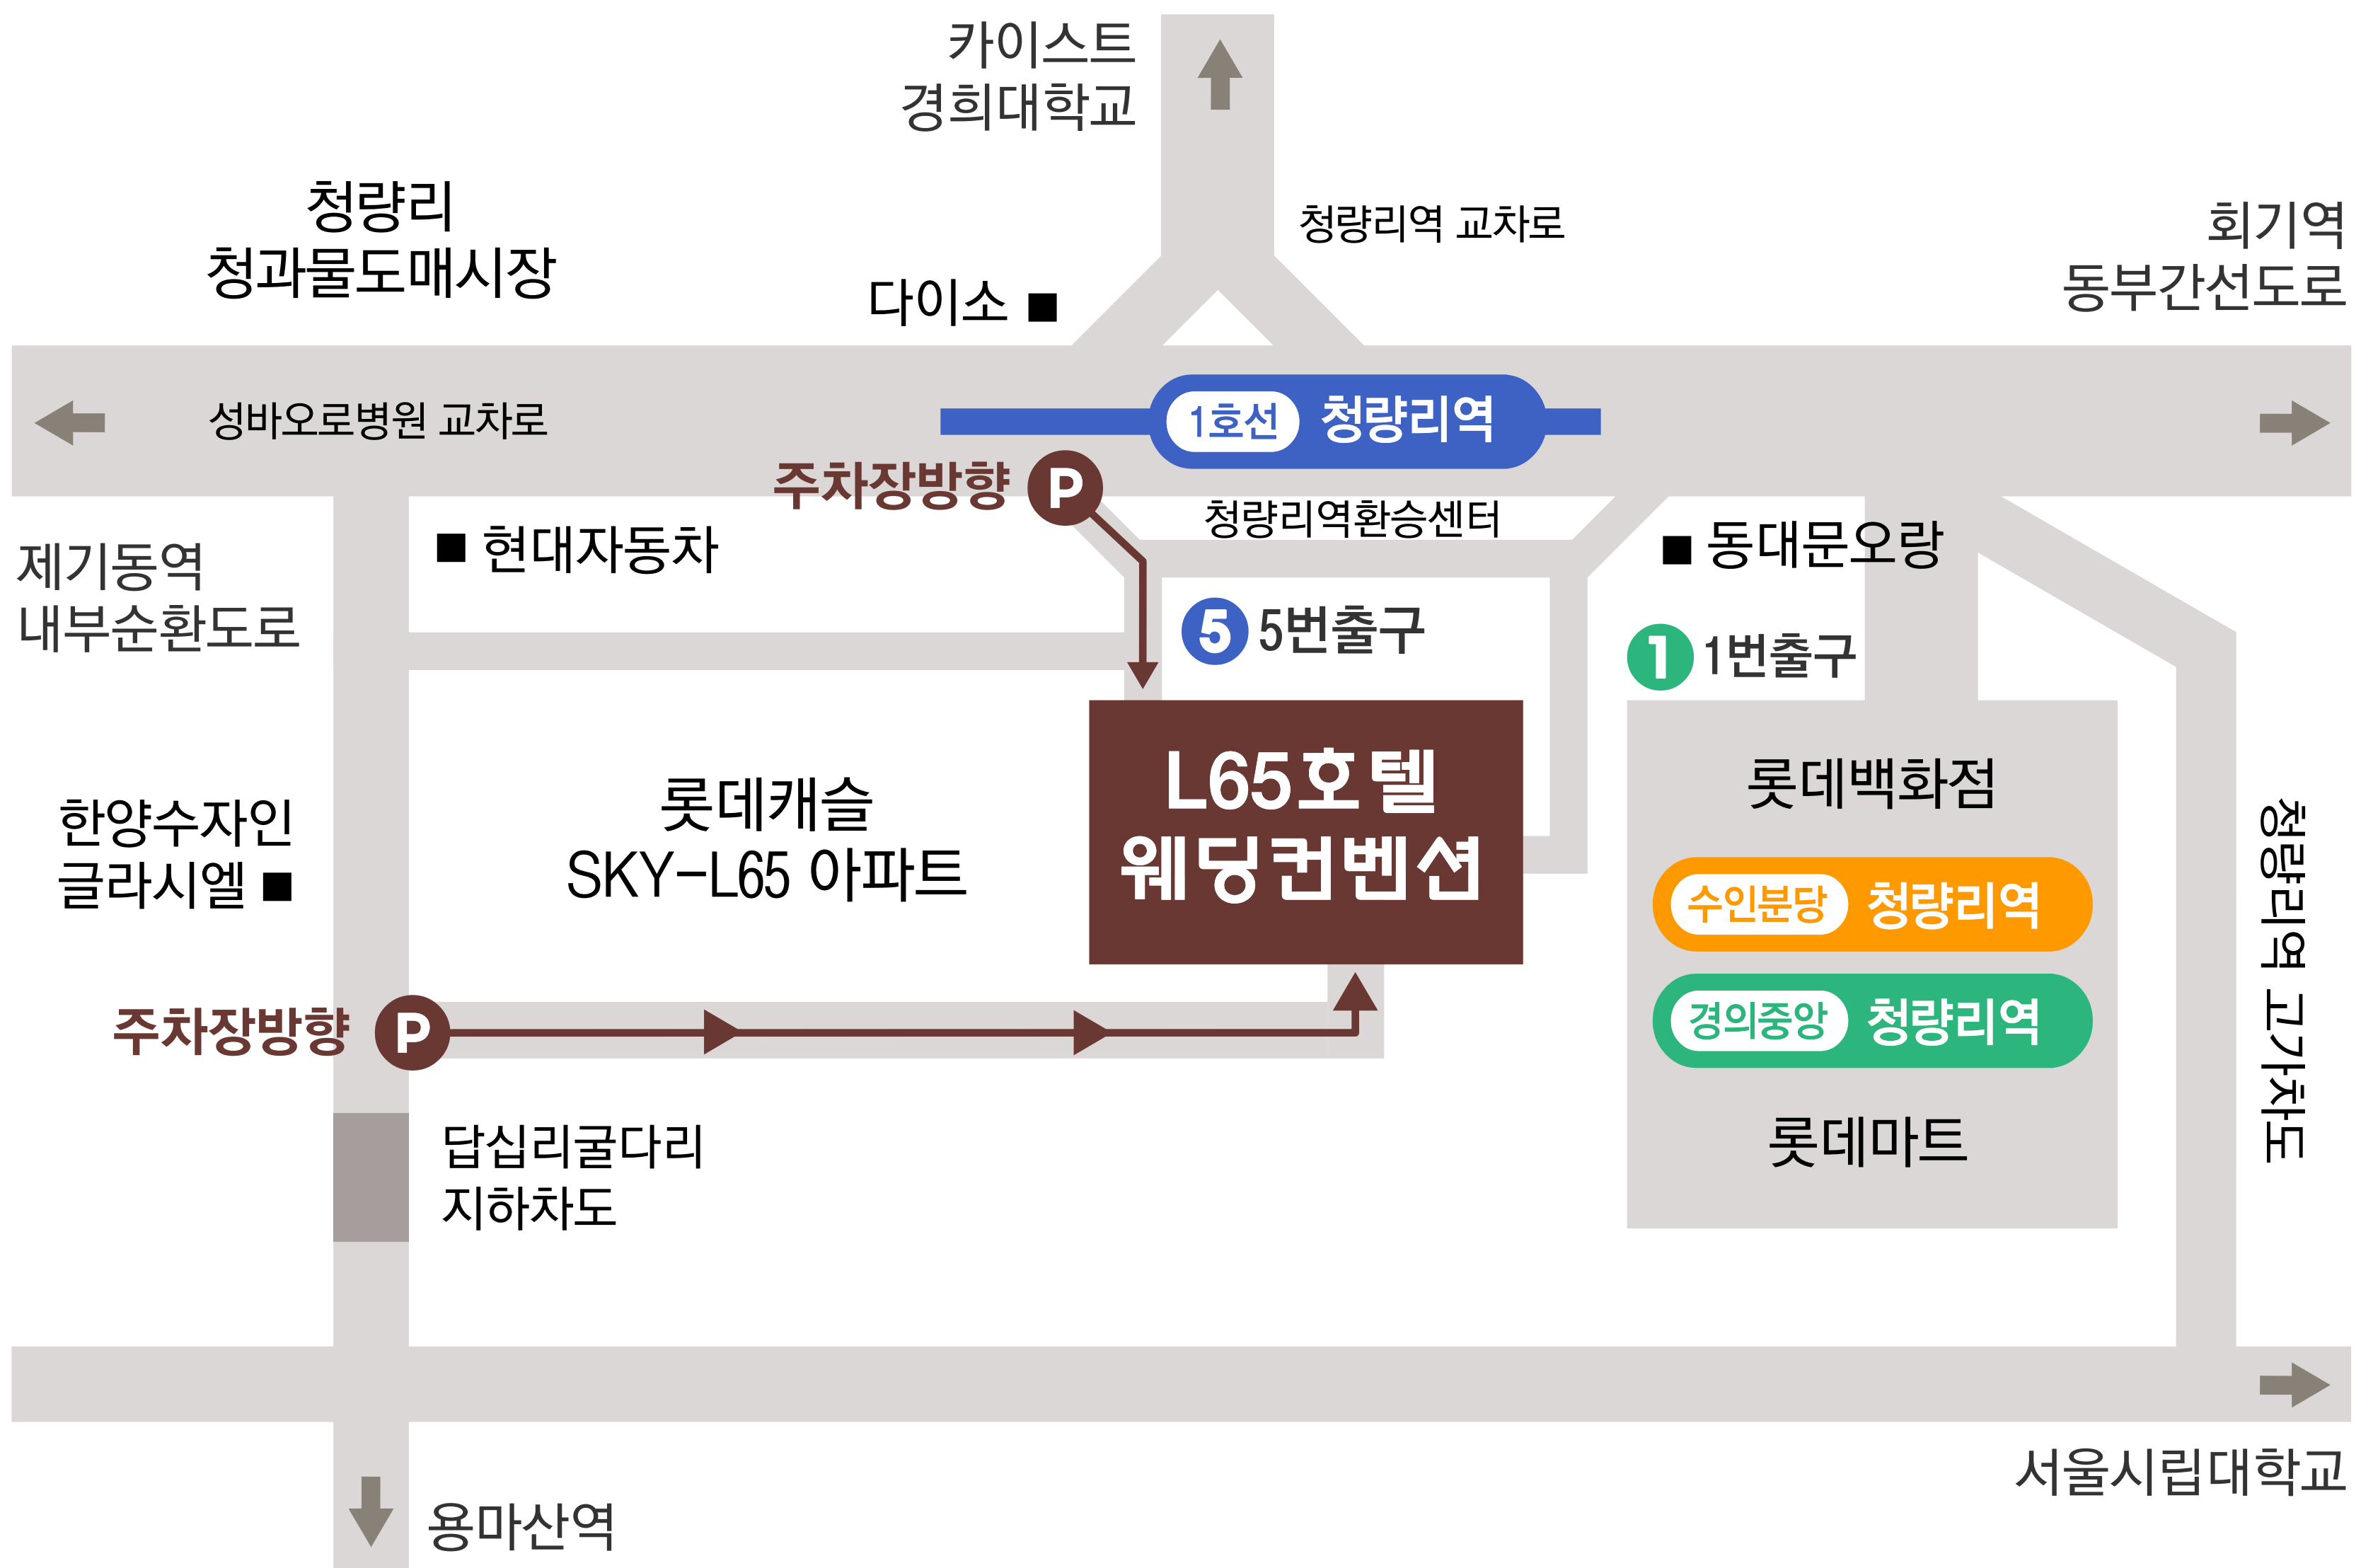 카이스트
경희대학교
청량리
청과물도매시장
청량리역 교차로
다이소
회기역
동부간선도로
성바오로병원 교차로
1호선 청량리역
주차장방향 P
청량리역환승센터
현대자동차
동대문오랑
제기동역
내부순환도로
5 5번출구
1 1번출구
L65호텔
웨딩컨벤션
롯데캐슬
SKY-L65 아파트
롯데백화점
한양수자인
글라시엘
수인분당 청량리역
경의중앙 청량리역
청량리역 고가차도
주차장방향 P
롯데마트
답십리굴다리
지하차도
서울시립대학교
용마산역